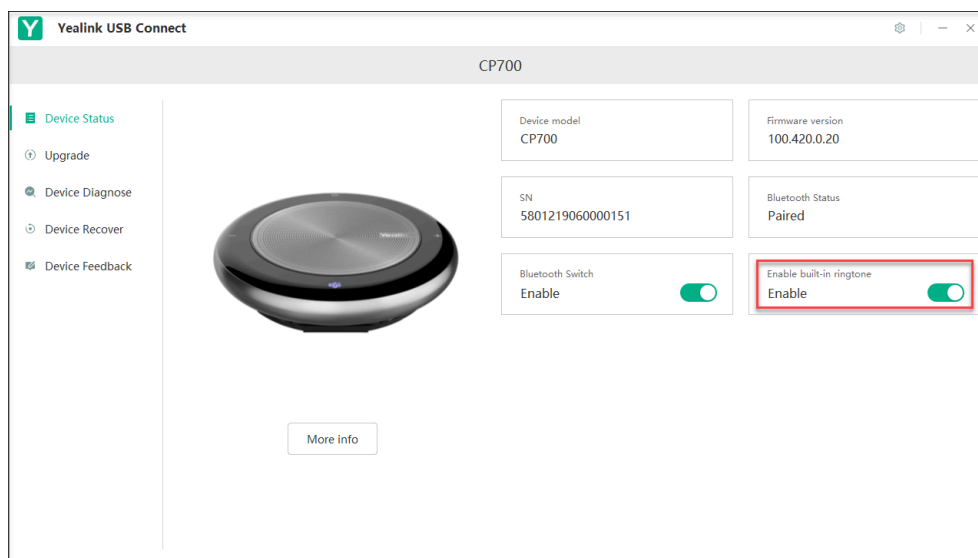 Y Yealink USB Connect
CP700
Device Status
Upgrade
Device Diagnose
Device Recover
Device Feedback
Yealink
More info
Device model
CP700
Firmware version
100.420.0.20
SN
5801219060000151
Bluetooth Status
Paired
Bluetooth Switch
Enable
Enable built-in ringtone
Enable